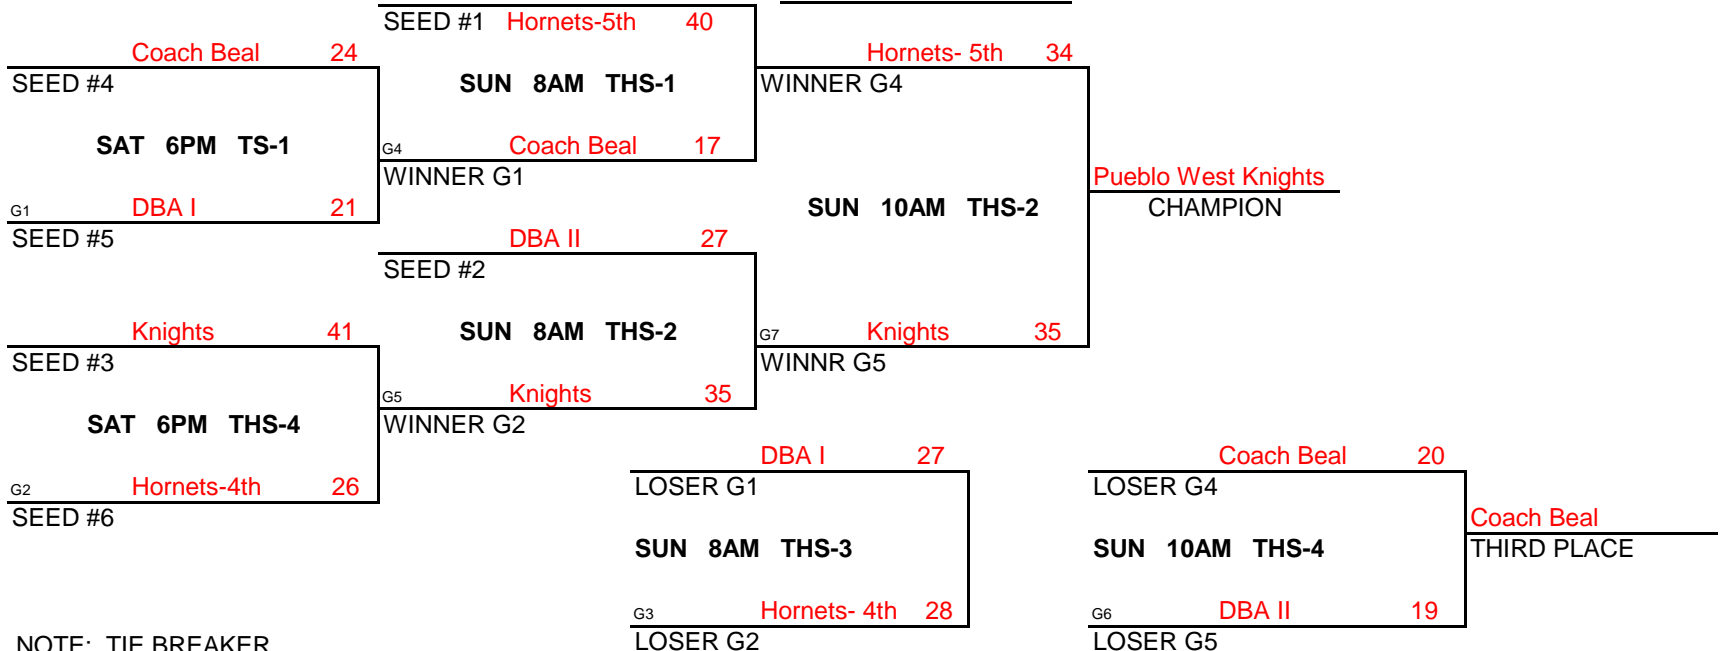 SEED #1 Hornets-5th 40
Coach Beal 24
Hornets- 5th 34
SEED #4
SUN 8AM THS-1
WINNER G4
SAT 6PM TS-1
G4 Coach Beal 17
WINNER G1
Pueblo West Knights
G1 DBA I 21
SUN 10AM THS-2
CHAMPION
SEED #5
DBA II 27
SEED #2
Knights 41
SUN 8AM THS-2
G7 Knights 35
SEED #3
WINNR G5
G5 Knights 35
SAT 6PM THS-4
WINNER G2
DBA I 27
Coach Beal 20
G2 Hornets-4th 26
LOSER G1
LOSER G4
SEED #6
Coach Beal
SUN 8AM THS-3
SUN 10AM THS-4
THIRD PLACE
G3 Hornets- 4th 28
G6 DBA II 19
NOTE: TIE BREAKER
LOSER G2
LOSER G5